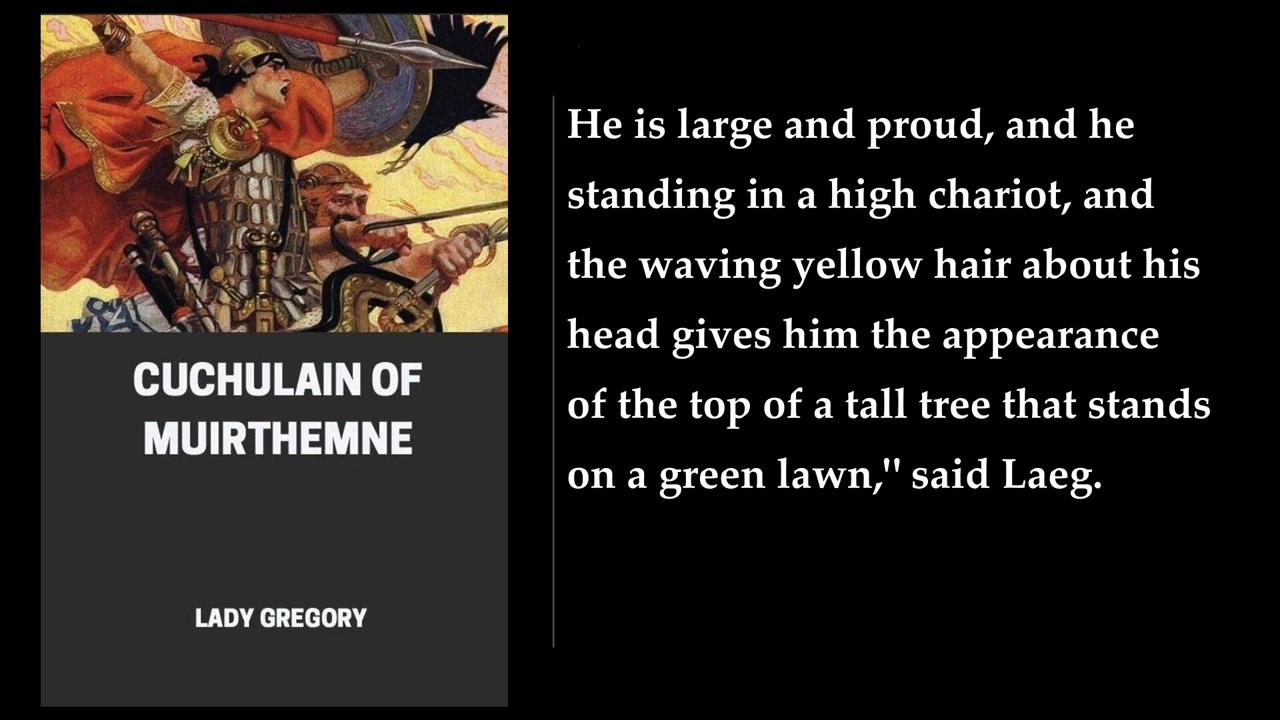 CUCHULAIN OF
MUIRTHEMNE
LADY GREGORY
He is large and proud, and he
standing in a high chariot, and
the waving yellow hair about his
head gives him the appearance
of the top of a tall tree that stands
on a green lawn," said Laeg.